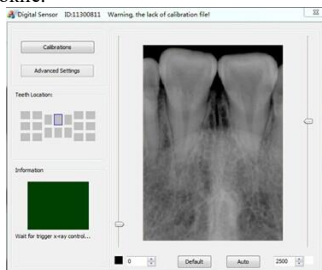 Digital Sensor ID:11300811 Warning, the lack of calibration file!
Calibrations
Advanced Settings
Teeth Location:
Information
Wait for trigger x-ray control...
0
Default
Auto
2500